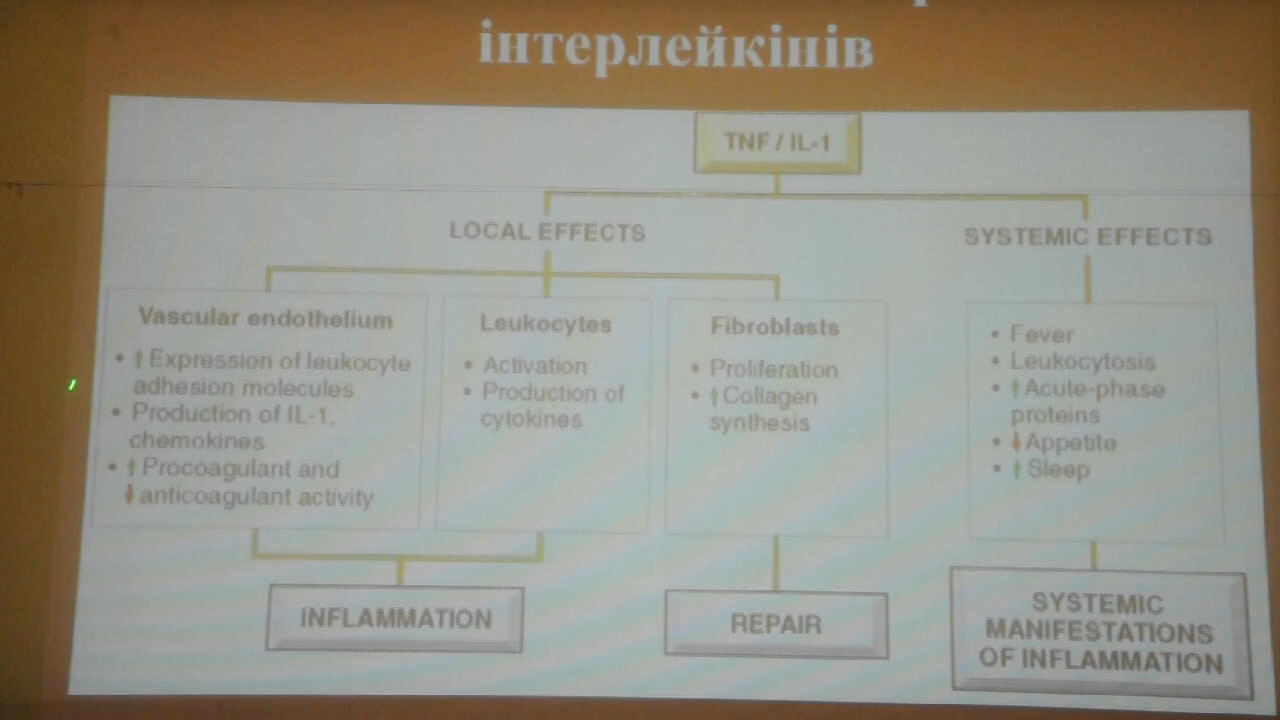 інтерлейкінів
TNF / IL-1
LOCAL EFFECTS
SYSTEMIC EFFECTS
Vascular endothelium
• ↑ Expression of leukocyte
adhesion molecules
• Production of IL-1,
chemokines
• ↑ Procoagulant and
↓ anticoagulant activity
Leukocytes
• Activation
• Production of
cytokines
Fibroblasts
• Proliferation
• ↑ Collagen
synthesis
• Fever
• Leukocytosis
• ↑ Acute-phase
proteins
• ↓ Appetite
• ↑ Sleep
INFLAMMATION
REPAIR
SYSTEMIC
MANIFESTATIONS
OF INFLAMMATION